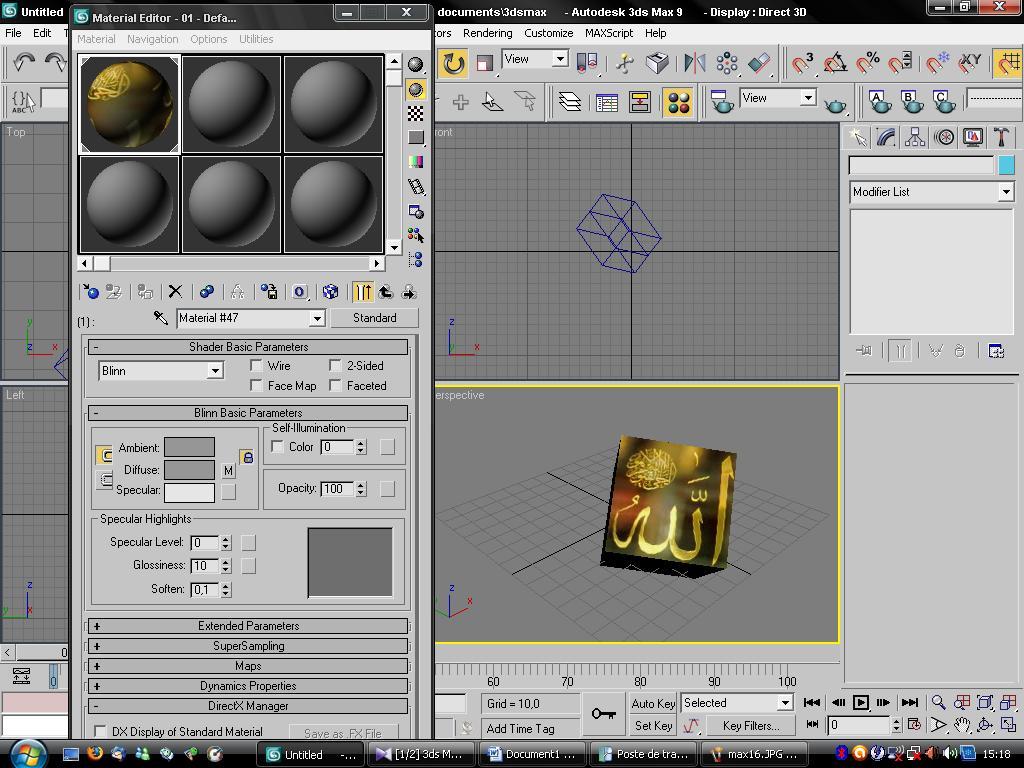 Material Editor - 01 - Defa...
Untitled
documents\3dsmax - Autodesk 3ds Max 9 - Display : Direct 3D
File Edit
Material Navigation Options Utilities
Rendering Customize MAXScript Help
View
3 % XY
ABC
View
A B C
Top
ront
Modifier List
(1) :
Material #47
Standard
z x
Shader Basic Parameters
Blinn
Wire 2-Sided
Face Map Faceted
Left
erspective
Blinn Basic Parameters
Self-Illumination
Ambient:
Color 0
Diffuse: M
Specular:
Opacity: 100
الله
Specular Highlights
Specular Level: 0
Glossiness: 10
Soften: 0,1
Extended Parameters
SuperSampling
Maps
Dynamics Properties
DirectX Manager
DX Display of Standard Material
Save as .FX File
60 70 80 90 100
Grid = 10,0
Add Time Tag
Auto Key Selected
Set Key Key Filters...
0
Untitled -...
[1/2] 3ds M...
Document1 ...
Poste de tra...
max16.JPG ...
15:18